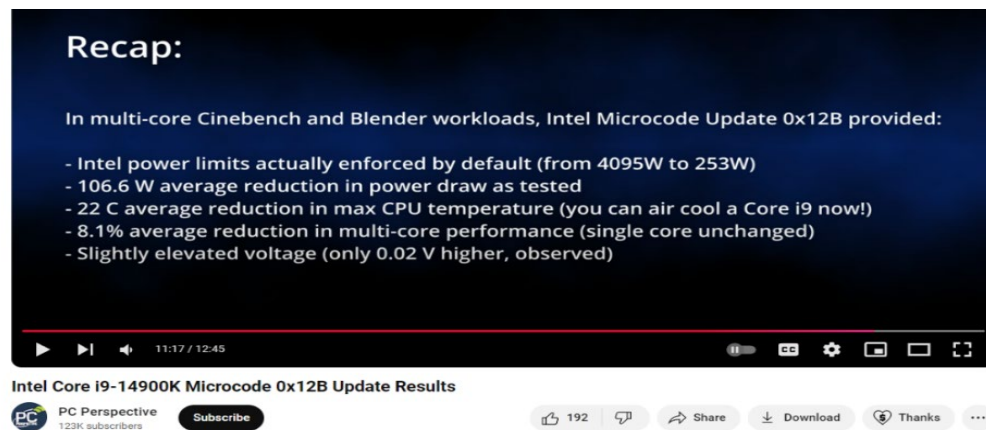 Recap:
In multi-core Cinebench and Blender workloads, Intel Microcode Update 0x12B provided:
- Intel power limits actually enforced by default (from 4095W to 253W)
- 106.6 W average reduction in power draw as tested
- 22 C average reduction in max CPU temperature (you can air cool a Core i9 now!)
- 8.1% average reduction in multi-core performance (single core unchanged)
- Slightly elevated voltage (only 0.02 V higher, observed)
11:17 / 12:45
CC
Intel Core i9-14900K Microcode 0x12B Update Results
PC
PC Perspective
123K subscribers
Subscribe
192
Share
Download
Thanks
...